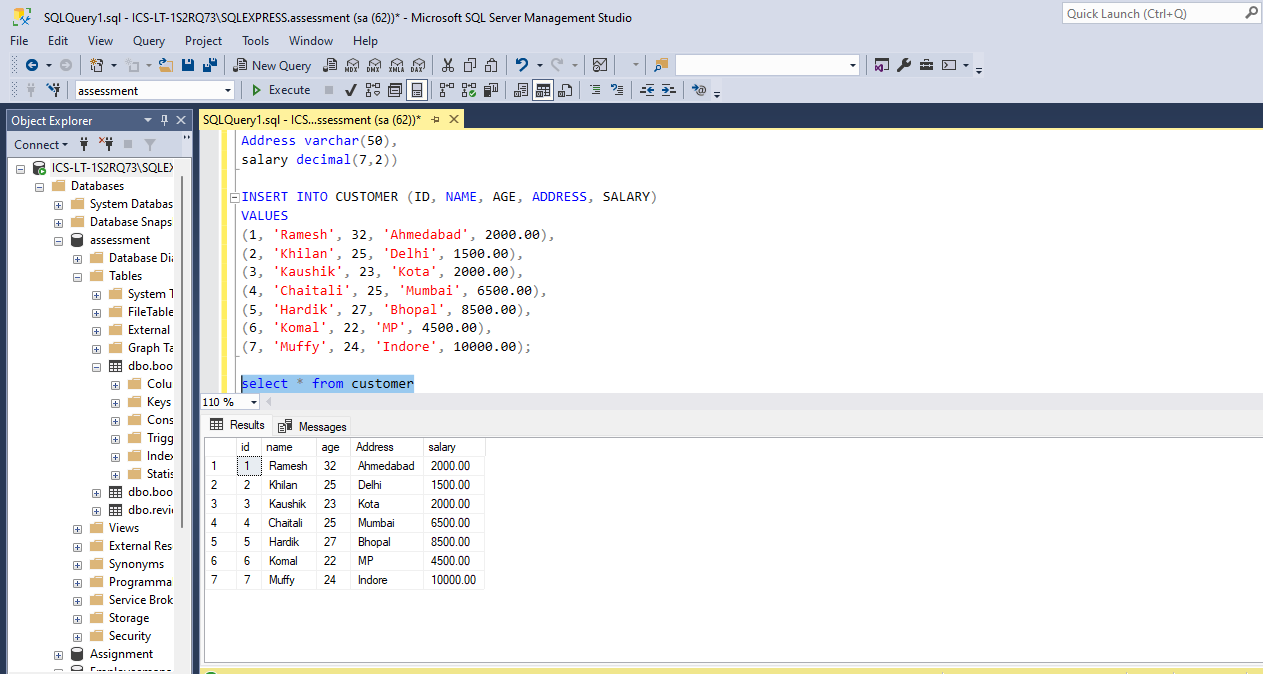 SQLQuery1.sql - ICS-LT-1S2RQ73\SQLEXPRESS.assessment (sa (62))* - Microsoft SQL Server Management Studio
Quick Launch (Ctrl+Q)
File Edit View Query Project Tools Window Help
New Query MDX DMX XMLA DAX
assessment Execute
Object Explorer
Connect
ICS-LT-1S2RQ73\SQLEX
Databases
System Databas
Database Snaps
assessment
Database Dia
Tables
System T
FileTable
External
Graph Ta
dbo.boo
Colu
Keys
Cons
Trigg
Index
Statis
dbo.boo
dbo.revie
Views
External Res
Synonyms
Programma
Service Brok
Storage
Security
Assignment
SQLQuery1.sql - ICS...ssessment (sa (62))*
Address varchar(50),
salary decimal(7,2))
INSERT INTO CUSTOMER (ID, NAME, AGE, ADDRESS, SALARY)
VALUES
(1, 'Ramesh', 32, 'Ahmedabad', 2000.00),
(2, 'Khilan', 25, 'Delhi', 1500.00),
(3, 'Kaushik', 23, 'Kota', 2000.00),
(4, 'Chaitali', 25, 'Mumbai', 6500.00),
(5, 'Hardik', 27, 'Bhopal', 8500.00),
(6, 'Komal', 22, 'MP', 4500.00),
(7, 'Muffy', 24, 'Indore', 10000.00);
select * from customer
110 %
Results Messages
id name age Address salary
1 1 Ramesh 32 Ahmedabad 2000.00
2 2 Khilan 25 Delhi 1500.00
3 3 Kaushik 23 Kota 2000.00
4 4 Chaitali 25 Mumbai 6500.00
5 5 Hardik 27 Bhopal 8500.00
6 6 Komal 22 MP 4500.00
7 7 Muffy 24 Indore 10000.00